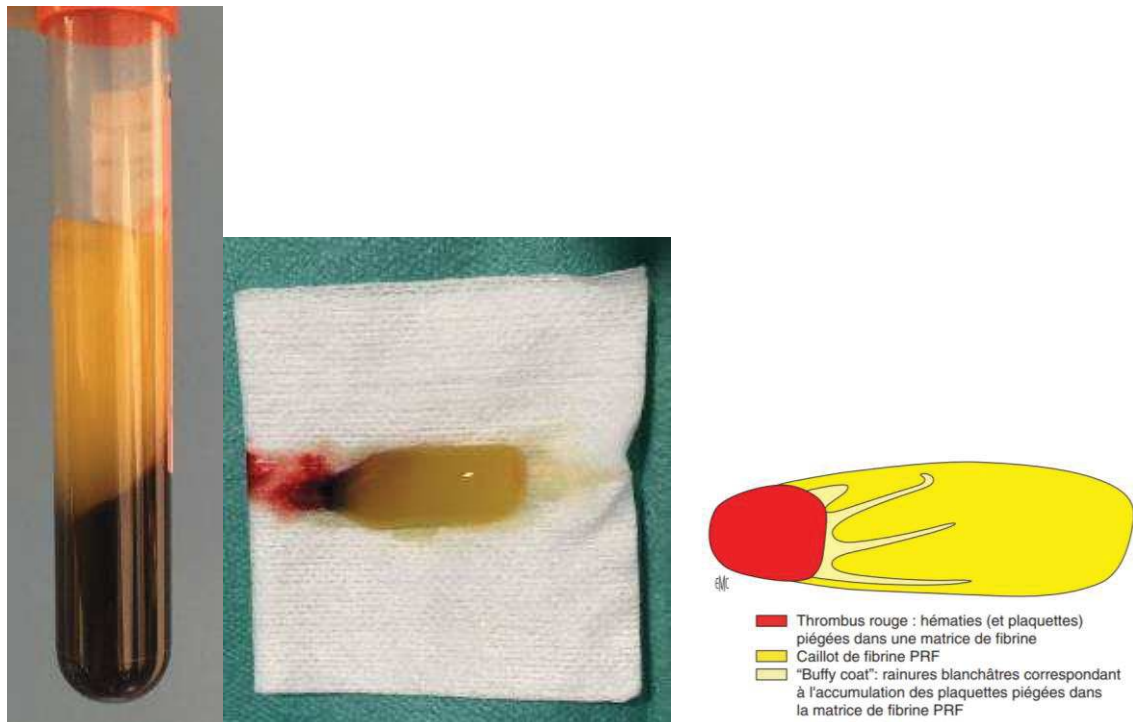 EMC
Thrombus rouge : hématies (et plaquettes)
piégées dans une matrice de fibrine
Caillot de fibrine PRF
"Buffy coat": rainures blanchâtres correspondant
à l'accumulation des plaquettes piégées dans
la matrice de fibrine PRF